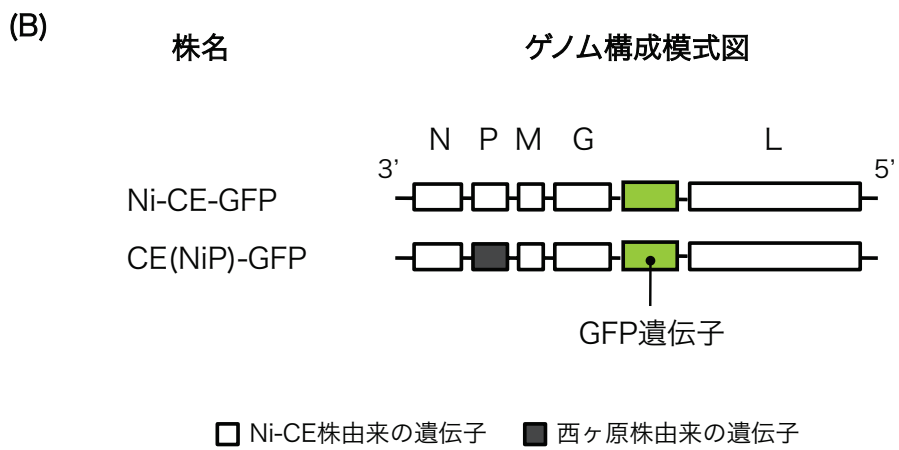 (B)
株名 ゲノム構成模式図
N P M G L
3’ 5’
Ni-CE-GFP
CE(NiP)-GFP
GFP遺伝子
Ni-CE株由来の遺伝子 西ヶ原株由来の遺伝子